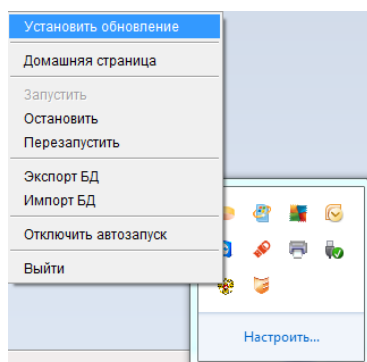 Установить обновление
Домашняя страница
Запустить
Остановить
Перезапустить
Экспорт БД
Импорт БД
Отключить автозапуск
Выйти
Настроить...